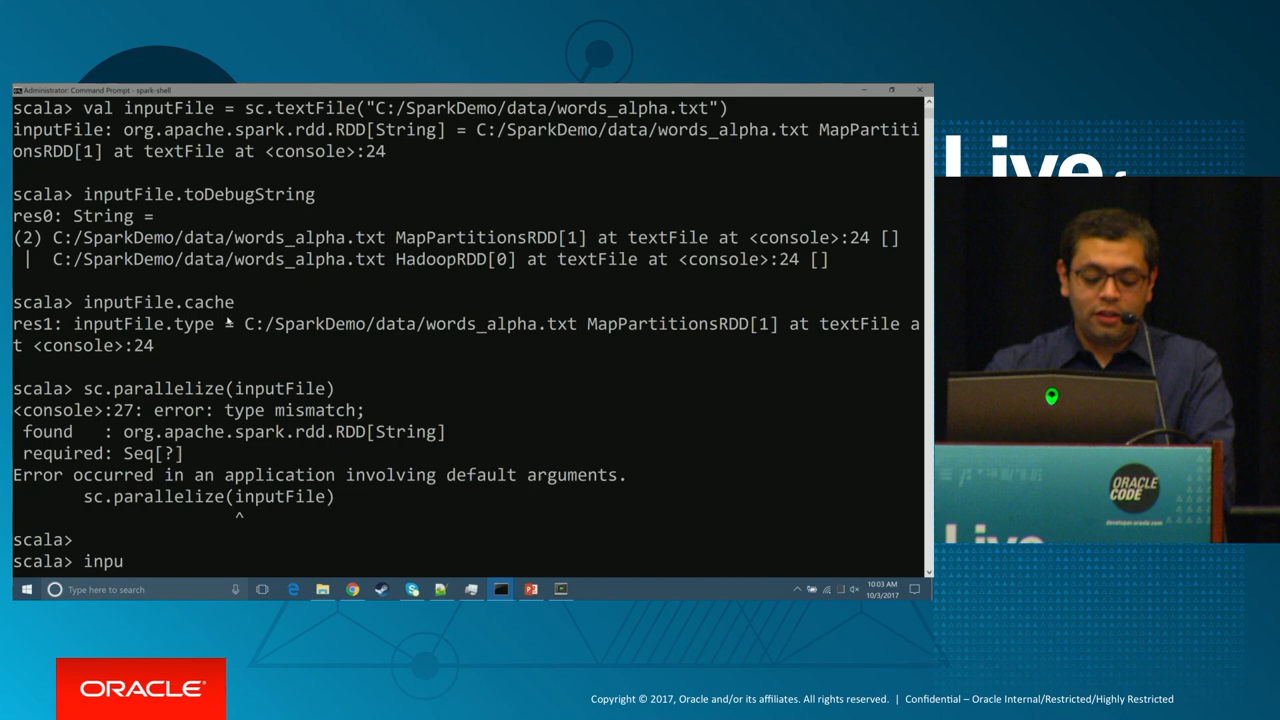 Administrator: Command Prompt - spark-shell
scala> val inputFile = sc.textFile("C:/SparkDemo/data/words_alpha.txt")
inputFile: org.apache.spark.rdd.RDD[String] = C:/SparkDemo/data/words_alpha.txt MapPartiti
onsRDD[1] at textFile at <console>:24
scala> inputFile.toDebugString
res0: String =
(2) C:/SparkDemo/data/words_alpha.txt MapPartitionsRDD[1] at textFile at <console>:24 []
| C:/SparkDemo/data/words_alpha.txt HadoopRDD[0] at textFile at <console>:24 []
scala> inputFile.cache
res1: inputFile.type = C:/SparkDemo/data/words_alpha.txt MapPartitionsRDD[1] at textFile a
t <console>:24
scala> sc.parallelize(inputFile)
<console>:27: error: type mismatch;
found : org.apache.spark.rdd.RDD[String]
required: Seq[?]
Error occurred in an application involving default arguments.
sc.parallelize(inputFile)
^
scala>
scala> inpu
Type here to search
10:03 AM
10/3/2017
Live
ORACLE
CODE
developer.oracle.com
Live
ORACLE®
Copyright © 2017, Oracle and/or its affiliates. All rights reserved. | Confidential – Oracle Internal/Restricted/Highly Restricted